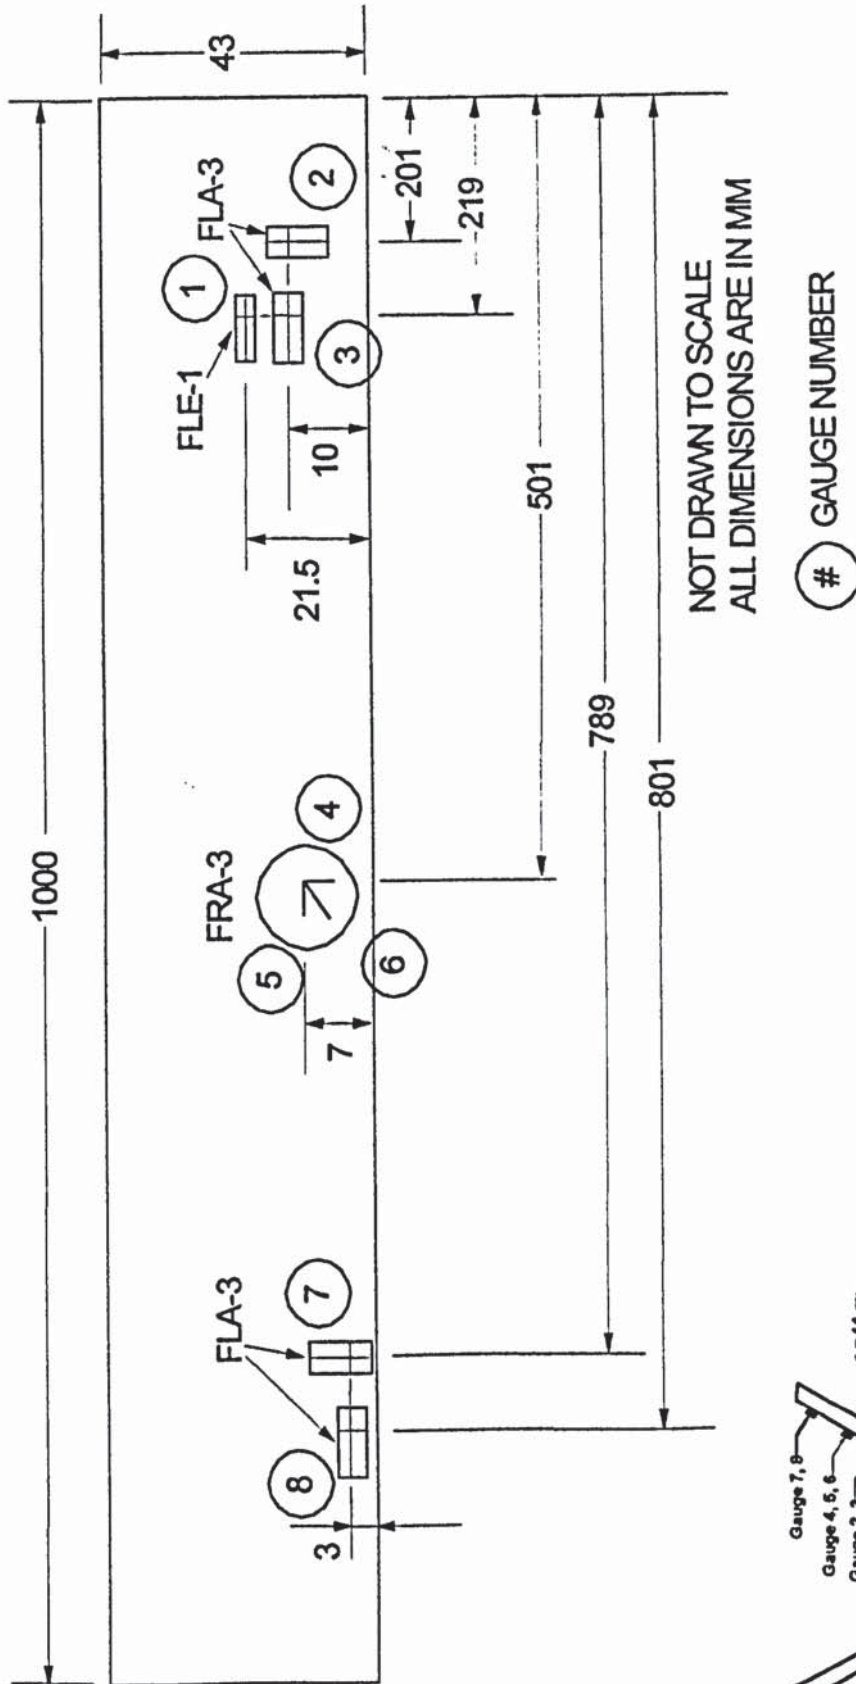 1000
43
FLE-1
1
FLA-3
2
3
10
21.5
201
219
FRA-3
4
5
6
7
501
FLA-3
7
8
3
789
801
NOT DRAWN TO SCALE
ALL DIMENSIONS ARE IN MM
# GAUGE NUMBER
Gauge 7, 8
Gauge 4, 5, 6